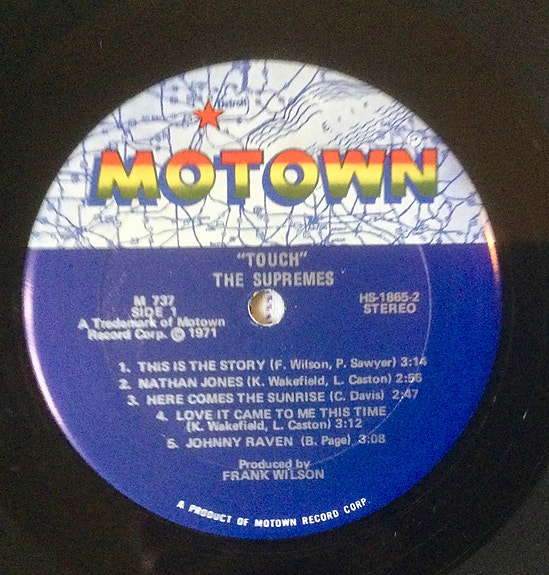 Detroit
MOTOWN
®
"TOUCH"
THE SUPREMES
M 737
SIDE 1
A Trademark of Motown
Record Corp. © 1971
HS-1865-2
STEREO
1. THIS IS THE STORY (F. Wilson, P. Sawyer) 3:14
2. NATHAN JONES (K. Wakefield, L. Caston) 2:56
3. HERE COMES THE SUNRISE (C. Davis) 2:47
4. LOVE IT CAME TO ME THIS TIME
(K. Wakefield, L. Caston) 3:12
5. JOHNNY RAVEN (B. Page) 3:08
Produced by
FRANK WILSON
A PRODUCT OF MOTOWN RECORD CORP.